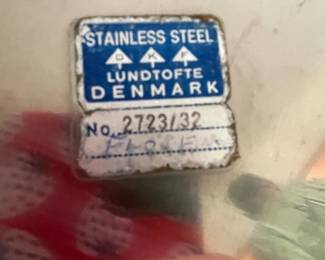 STAINLESS STEEL
D K F
LUNDTOFTE
DENMARK
No. 2723/32